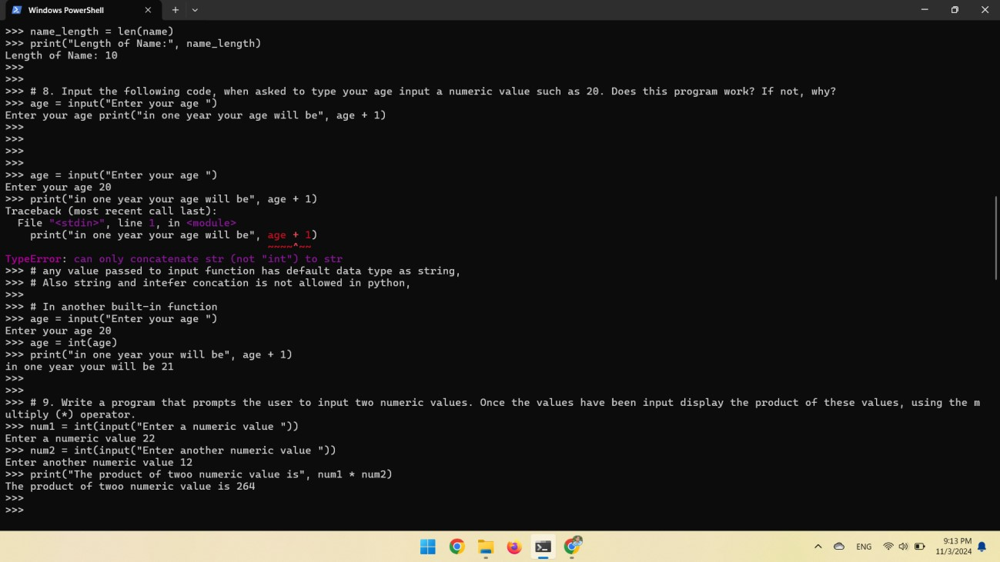 Windows PowerShell
>>> name_length = len(name)
>>> print("Length of Name:", name_length)
Length of Name: 10
>>>
>>>
>>> # 8. Input the following code, when asked to type your age input a numeric value such as 20. Does this program work? If not, why?
>>> age = input("Enter your age ")
Enter your age print("in one year your age will be", age + 1)
>>>
>>>
>>>
>>>
>>> age = input("Enter your age ")
Enter your age 20
>>> print("in one year your age will be", age + 1)
Traceback (most recent call last):
  File "<stdin>", line 1, in <module>
    print("in one year your age will be", age + 1)
                                          ~~~~^~~
TypeError: can only concatenate str (not "int") to str
>>> # any value passed to input function has default data type as string,
>>> # Also string and intefer concation is not allowed in python,
>>>
>>> # In another built-in function
>>> age = input("Enter your age ")
Enter your age 20
>>> age = int(age)
>>> print("in one year your will be", age + 1)
in one year your will be 21
>>>
>>>
>>> # 9. Write a program that prompts the user to input two numeric values. Once the values have been input display the product of these values, using the m
ultiply (*) operator.
>>> num1 = int(input("Enter a numeric value "))
Enter a numeric value 22
>>> num2 = int(input("Enter another numeric value "))
Enter another numeric value 12
>>> print("The product of twoo numeric value is", num1 * num2)
The product of twoo numeric value is 264
>>>
>>>
ENG
9:13 PM
11/3/2024